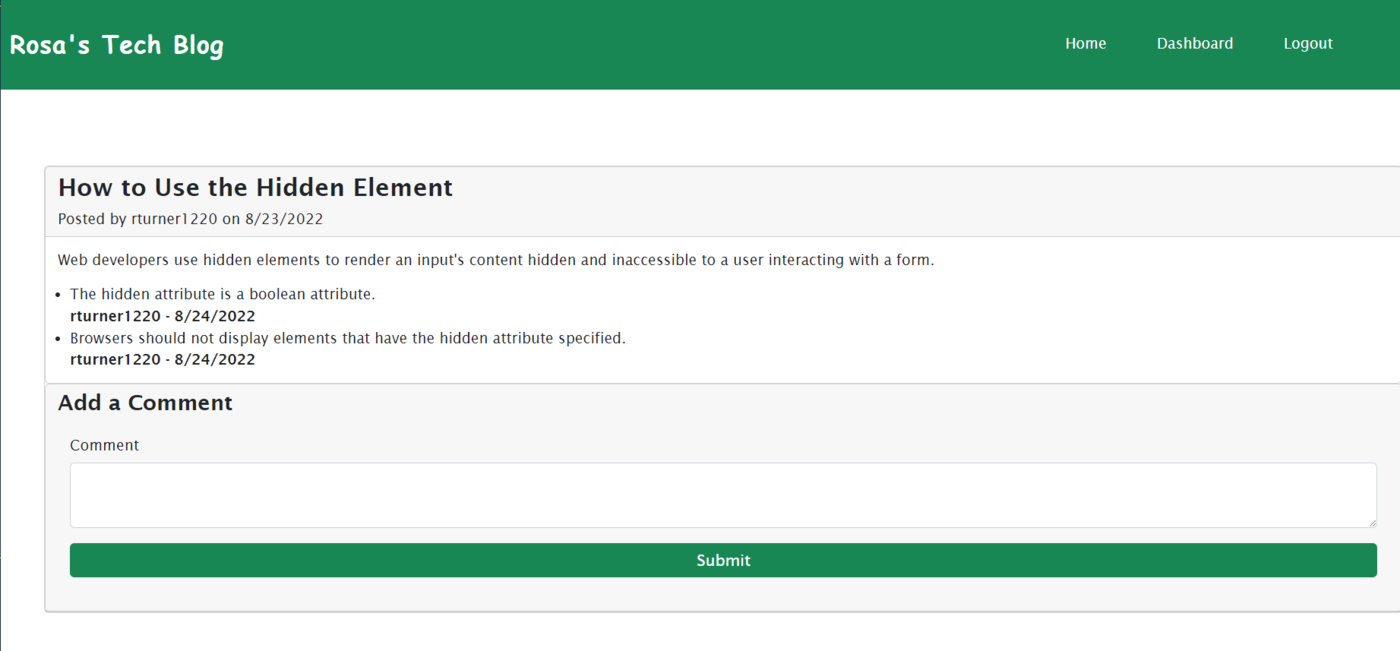 Rosa's Tech Blog
Home Dashboard Logout
How to Use the Hidden Element
Posted by rturner1220 on 8/23/2022
Web developers use hidden elements to render an input's content hidden and inaccessible to a user interacting with a form.
• The hidden attribute is a boolean attribute.
rturner1220 - 8/24/2022
• Browsers should not display elements that have the hidden attribute specified.
rturner1220 - 8/24/2022
Add a Comment
Comment
Submit